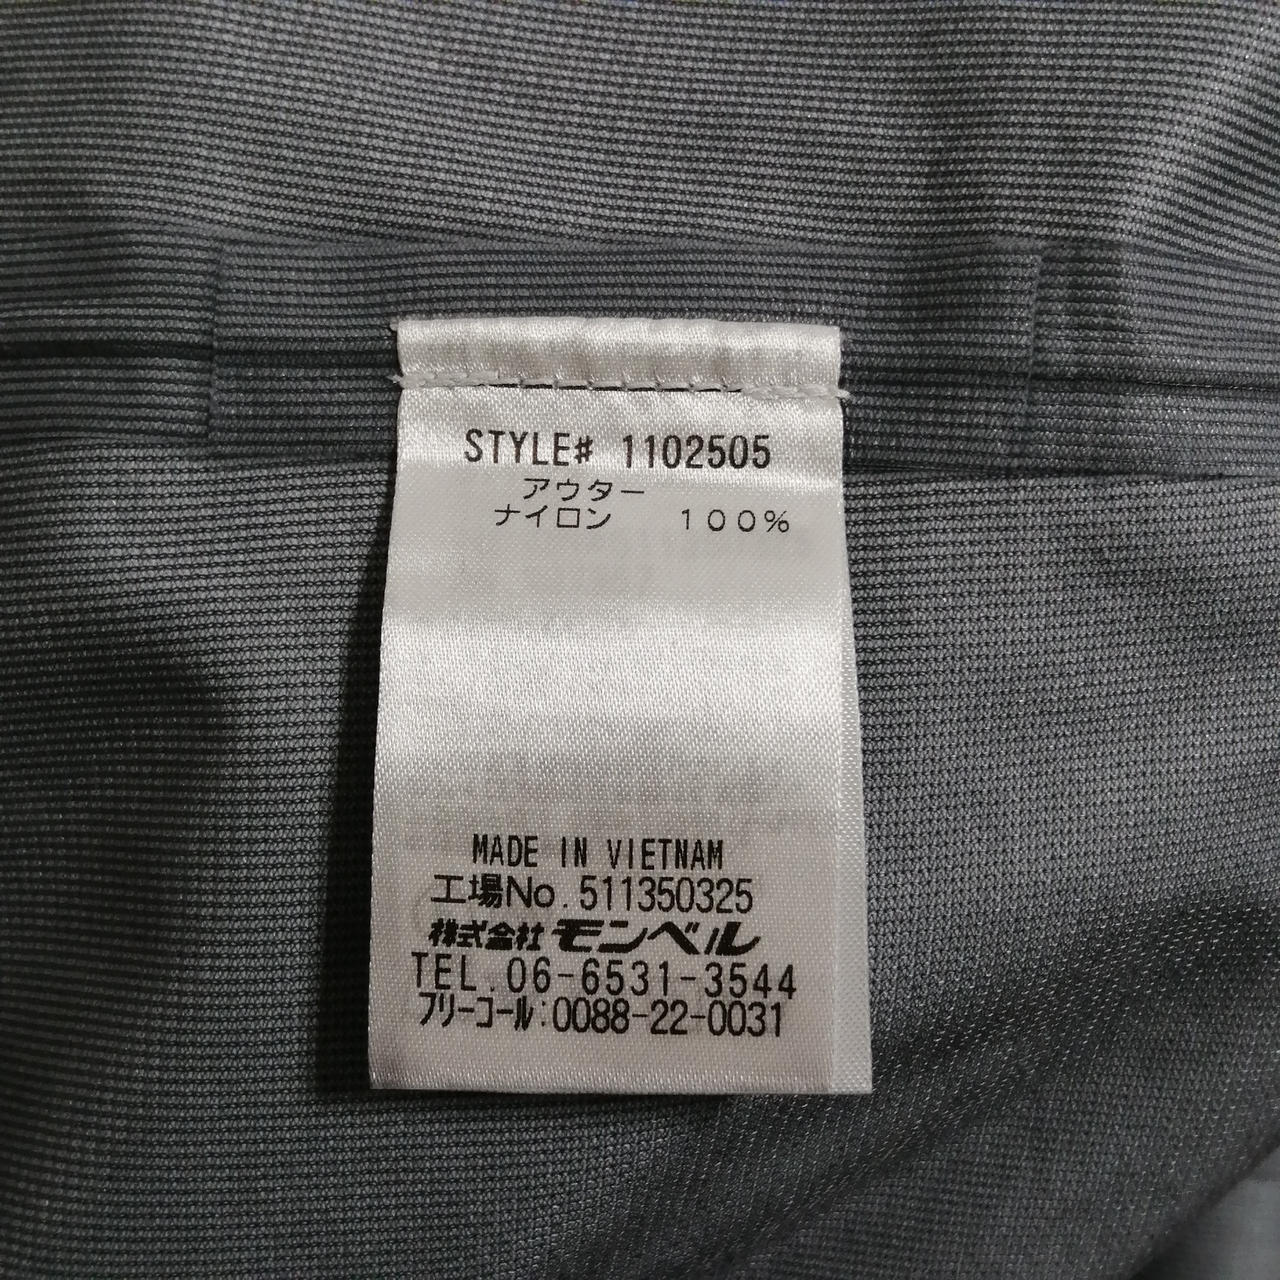 STYLE# 1102505
アウター
ナイロン 100%
MADE IN VIETNAM
工場No.511350325
株式会社モンベル
TEL.06-6531-3544
フリーコール:0088-22-0031